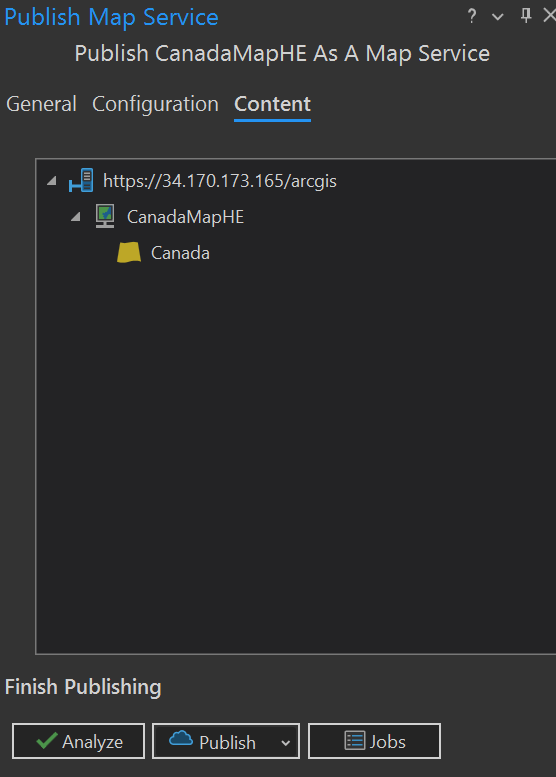 Publish Map Service
Publish CanadaMapHE As A Map Service
General Configuration Content
https://34.170.173.165/arcgis
CanadaMapHE
Canada
Finish Publishing
Analyze Publish Jobs